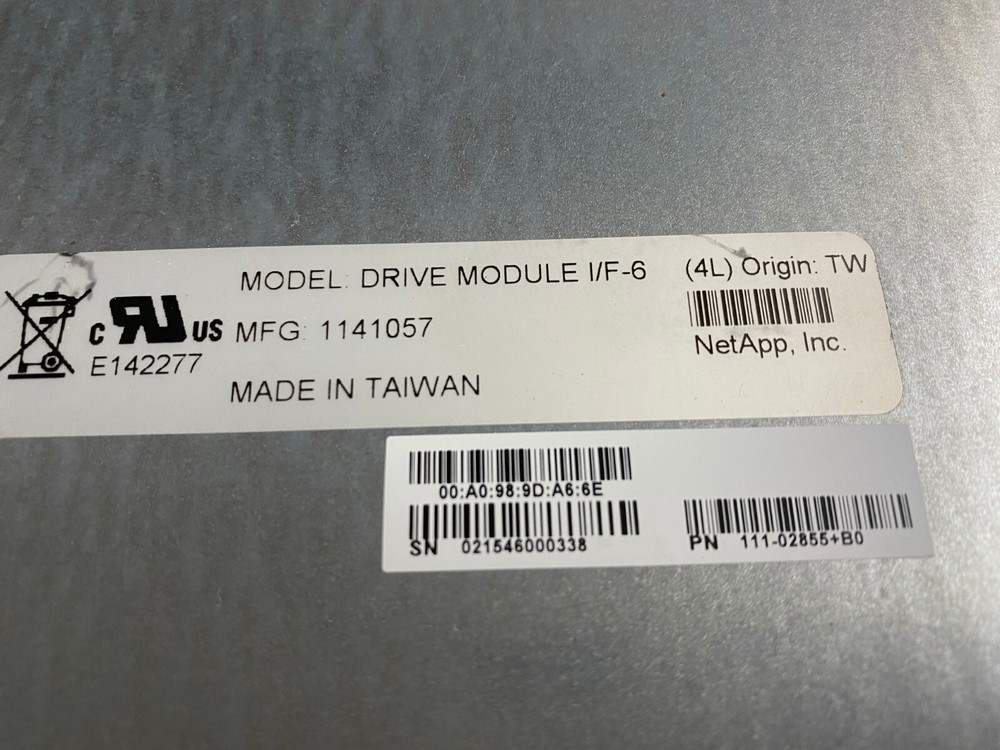 MODEL: DRIVE MODULE I/F-6
(4L) Origin: TW
c RU US
MFG: 1141057
NetApp, Inc.
E142277
MADE IN TAIWAN
00:A0:98:9D:A6:6E
SN 021546000338
PN 111-02855+B0